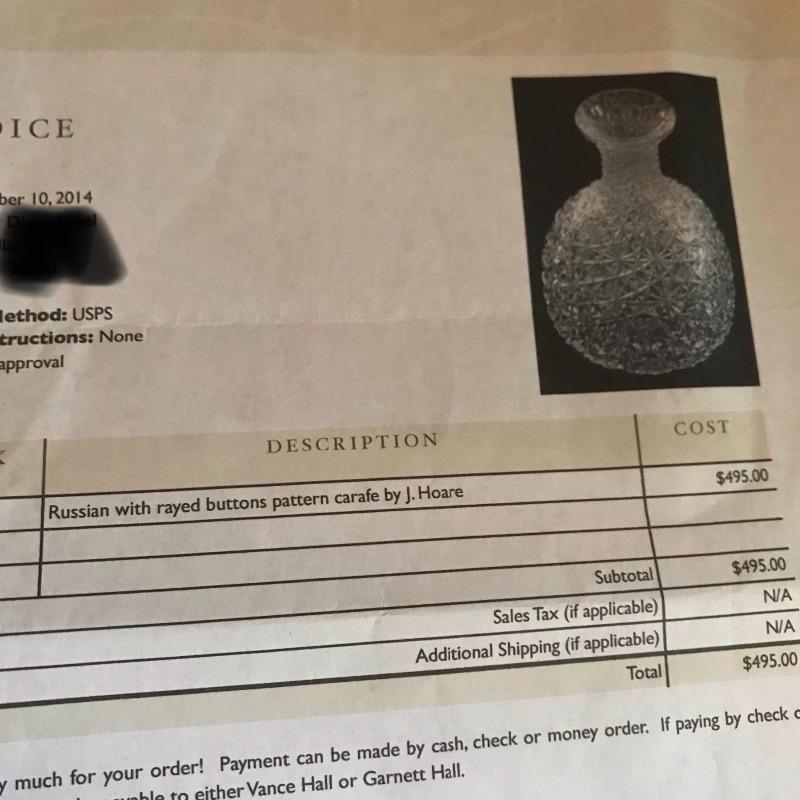 OICE
ber 10, 2014
Method: USPS
tructions: None
approval
DESCRIPTION
COST
Russian with rayed buttons pattern carafe by J. Hoare
$495.00
Subtotal
$495.00
Sales Tax (if applicable)
N/A
Additional Shipping (if applicable)
N/A
Total
$495.00
y much for your order! Payment can be made by cash, check or money order. If paying by check
to either Vance Hall or Garnett Hall.